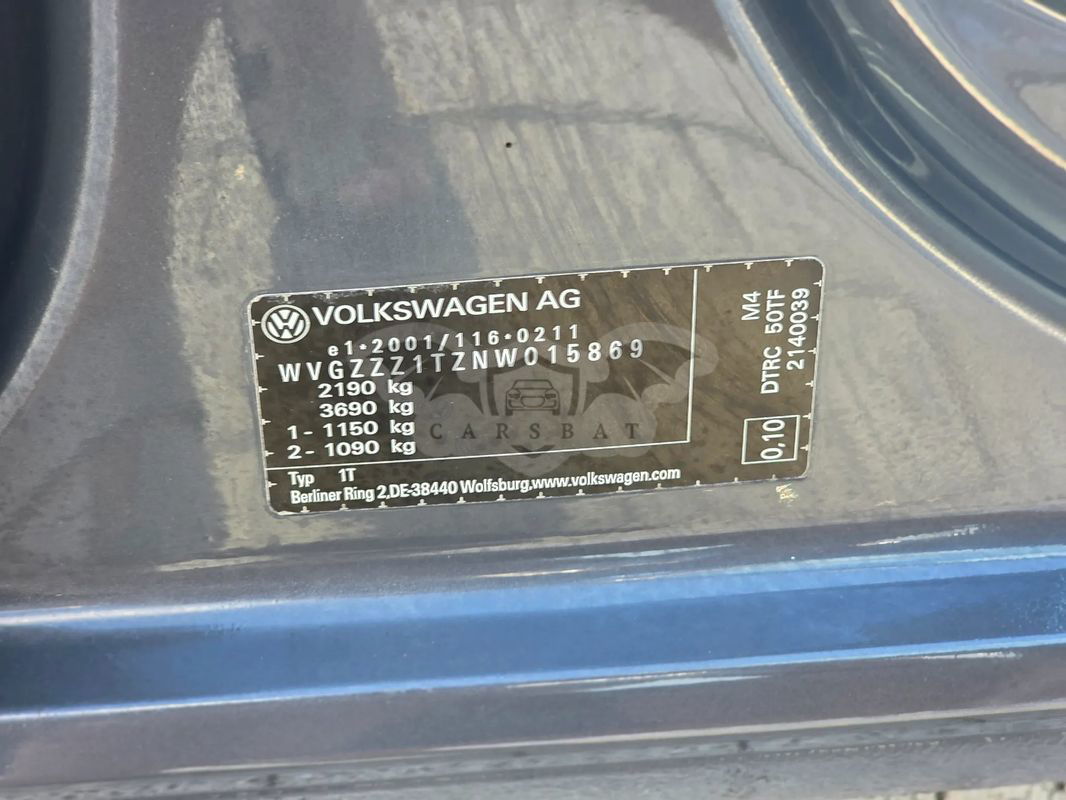 VOLKSWAGEN AG
e1*2001/116*0211
WVGZZZ1TZNW015869
2190 kg
3690 kg
1- 1150 kg
2- 1090 kg
Typ 1T
Berliner Ring 2,DE-38440 Wolfsburg,www.volkswagen.com
M4
DTRC 50TF
2140039
0,10
CARSBAT